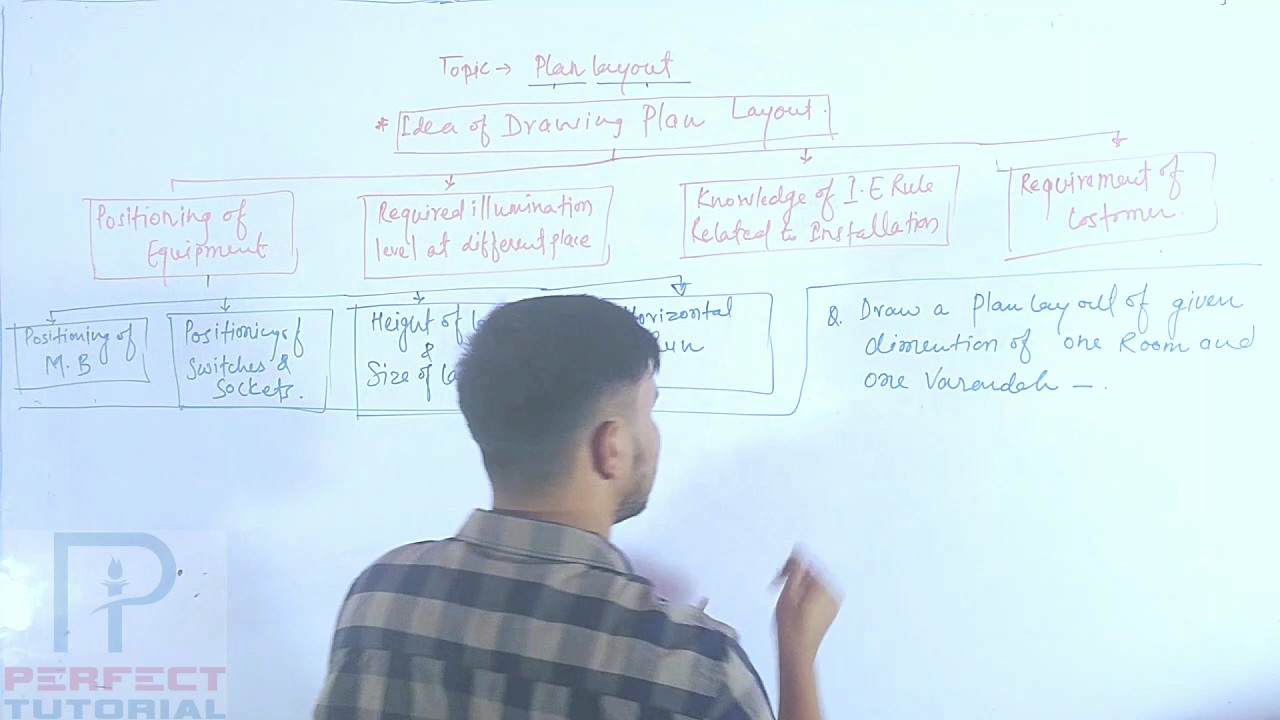 Topic → Plan layout
* Idea of Drawing Plan Layout.
Positioning of
Equipment
Required illumination
level at different place
Knowledge of I.E Rule
Related to Installation
Requirement of
Costomer.
Positioning of
M.B
Positioning of
Switches &
Sockets.
Height of
&
Size of
Horizontal
Run
Q. Draw a Plan layout of given
dimention of one Room and
one Varandah —.
PERFECT
TUTORIAL